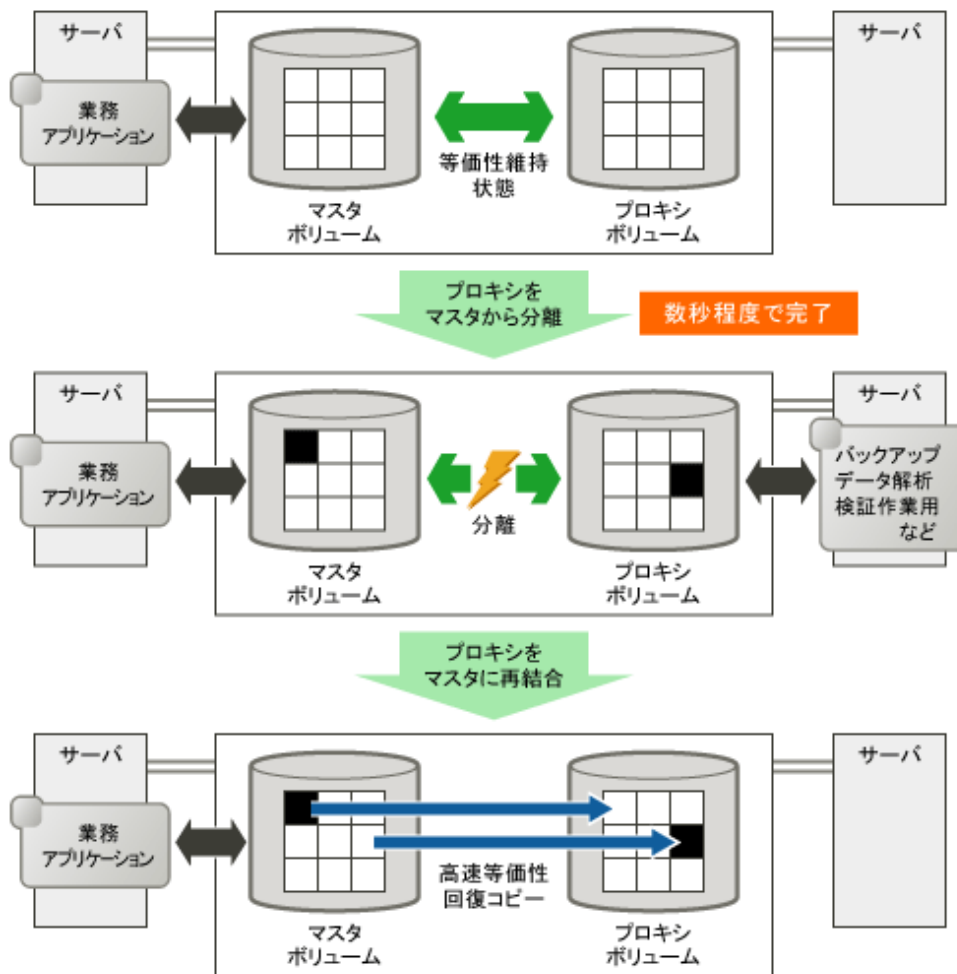 サーバ
サーバ
業務
アプリケーション
等価性維持
状態
マスタ
ボリューム
プロキシ
ボリューム
プロキシを
マスタから分離
数秒程度で完了
サーバ
サーバ
業務
アプリケーション
分離
バックアップ
データ解析
検証作業用
など
マスタ
ボリューム
プロキシ
ボリューム
プロキシを
マスタに再結合
サーバ
サーバ
業務
アプリケーション
高速等価性
回復コピー
マスタ
ボリューム
プロキシ
ボリューム